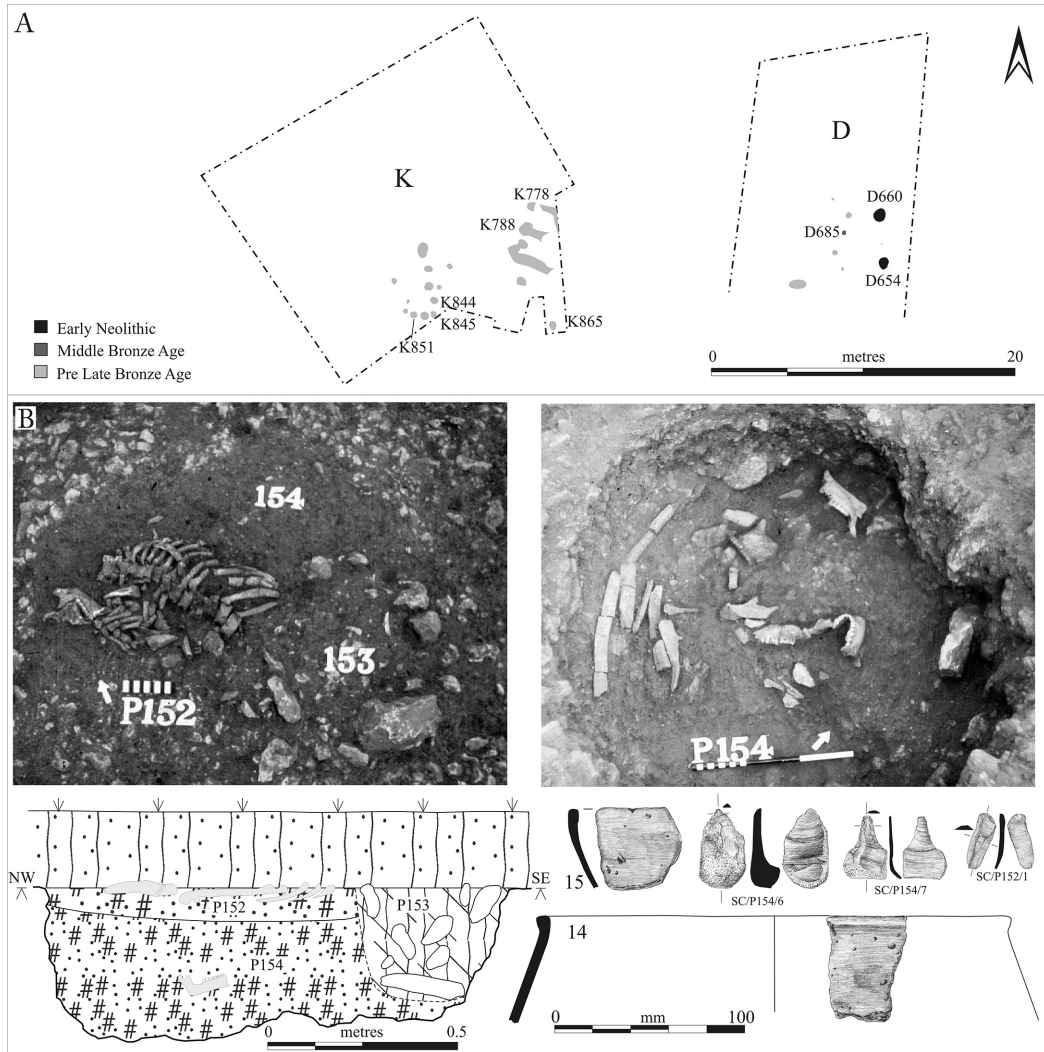 A
K
D
K778
K788
K844
K845
K851
K865
D660
D685
D654
Early Neolithic
Middle Bronze Age
Pre Late Bronze Age
0 metres 20
B
154
153
P152
P154
NW
SE
P152
P153
P154
0 metres 0.5
15
SC/P154/6
SC/P154/7
SC/P152/1
14
0 mm 100